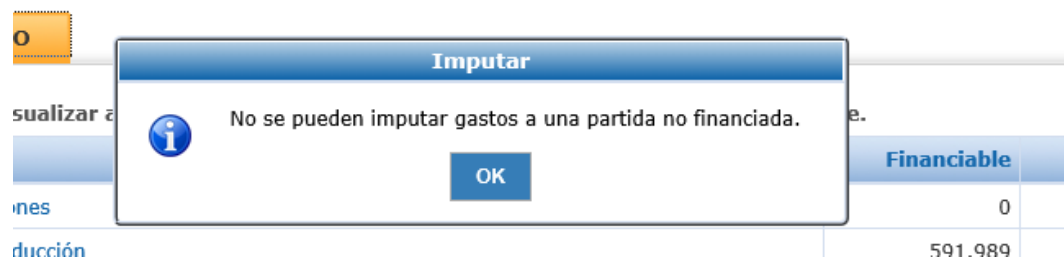 o
Imputar
sualizar a
No se pueden imputar gastos a una partida no financiada.
e.
OK
Financiable
ones
0
ducción
591.989